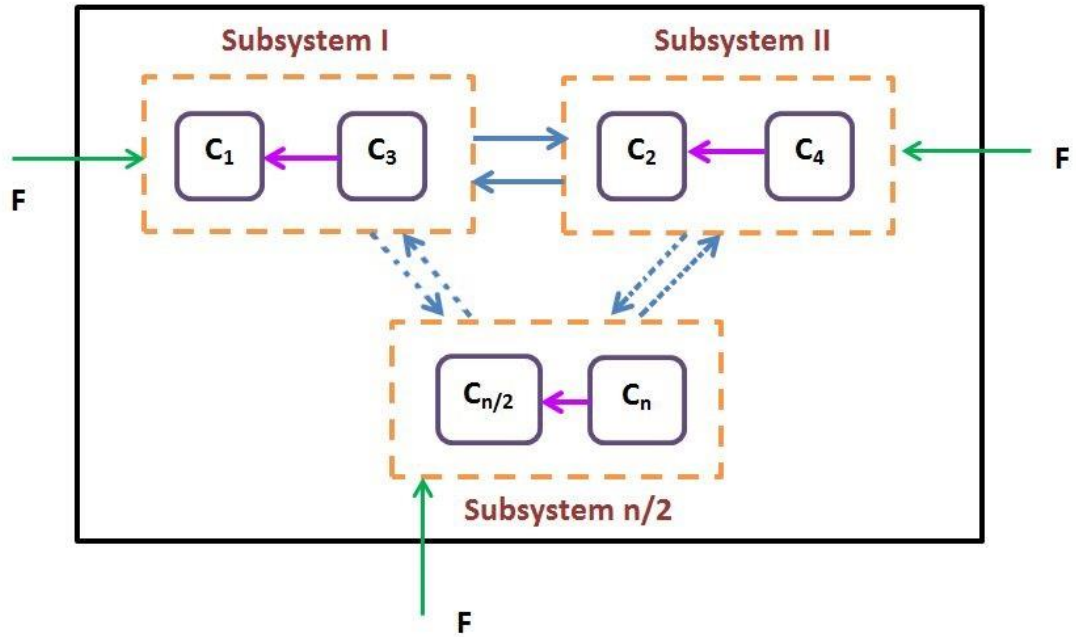 Subsystem I
Subsystem II
C₁
C₃
C₂
C₄
F
F
Cₙ/₂
Cₙ
Subsystem n/2
F